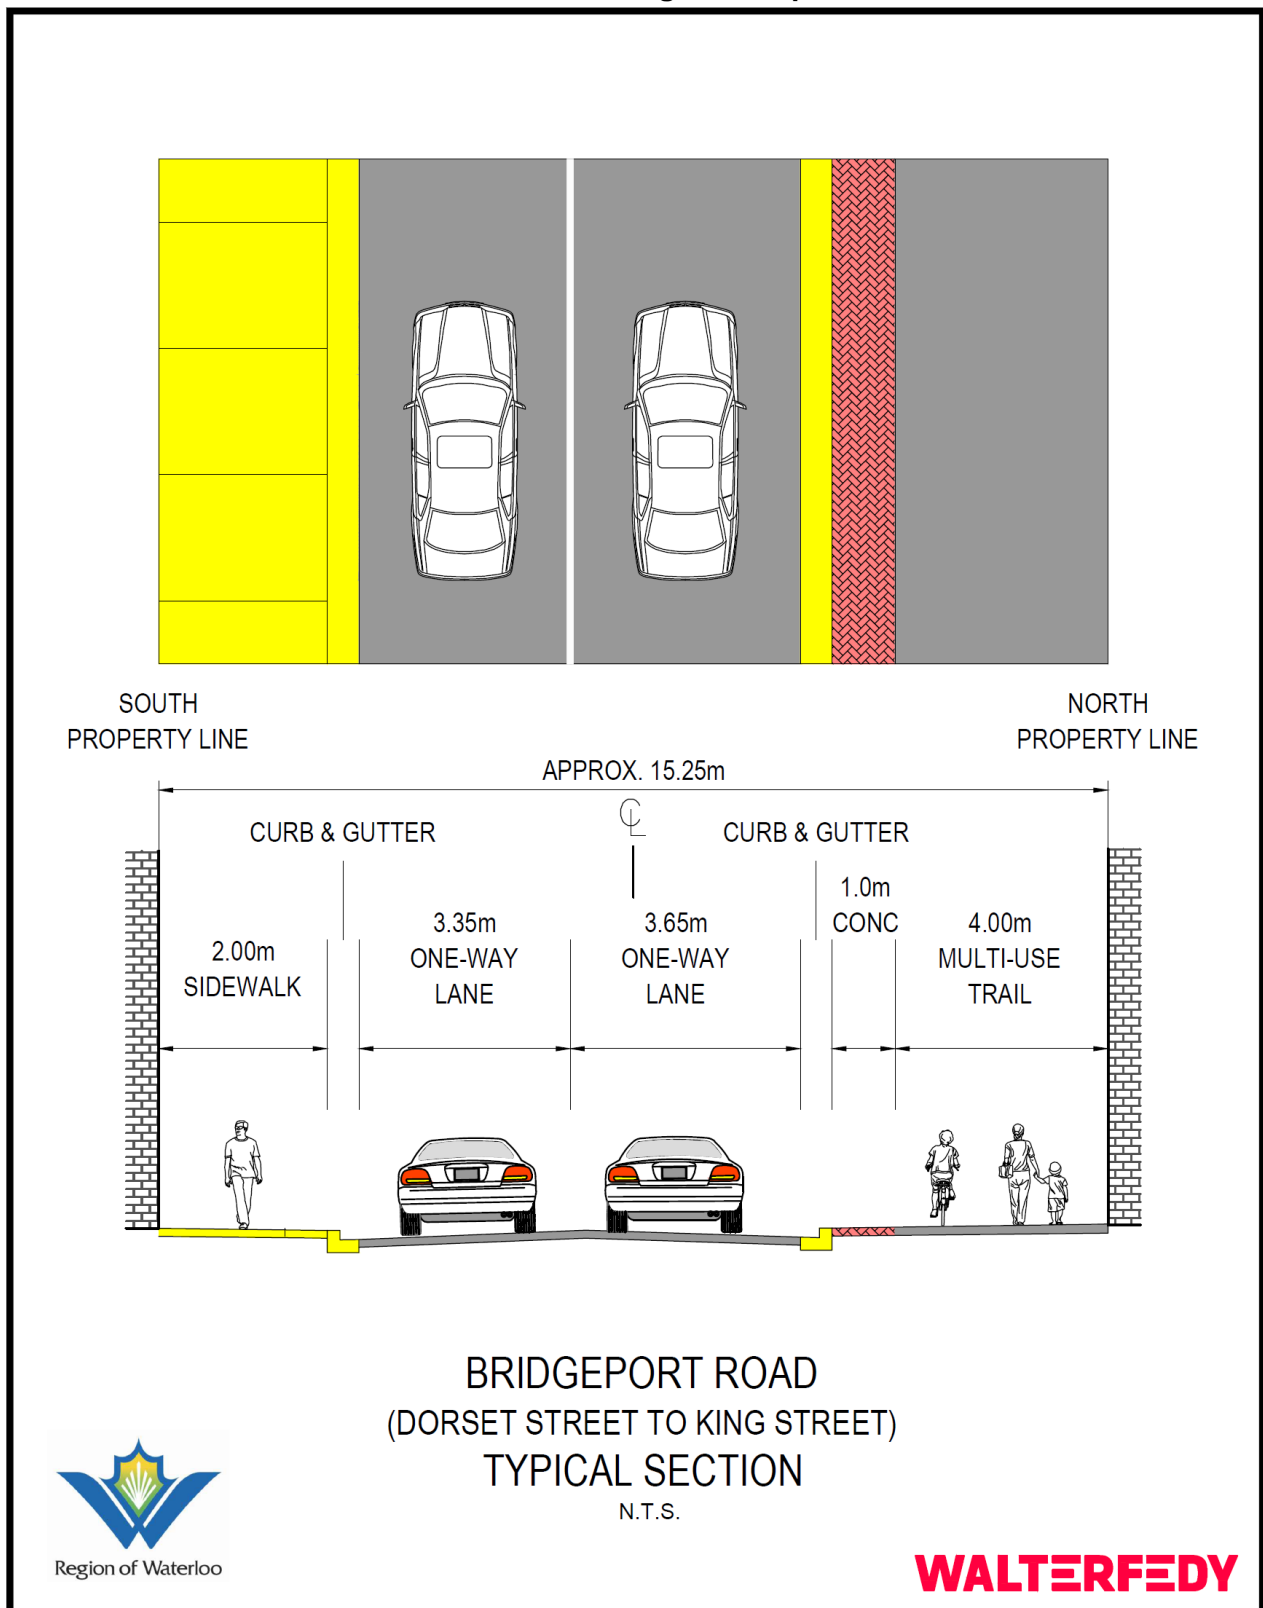 SOUTH
PROPERTY LINE
NORTH
PROPERTY LINE
APPROX. 15.25m
CL
CURB & GUTTER
CURB & GUTTER
2.00m
SIDEWALK
3.35m
ONE-WAY
LANE
3.65m
ONE-WAY
LANE
1.0m
CONC
4.00m
MULTI-USE
TRAIL
BRIDGEPORT ROAD
(DORSET STREET TO KING STREET)
TYPICAL SECTION
N.T.S.
Region of Waterloo
WALTERFEDY